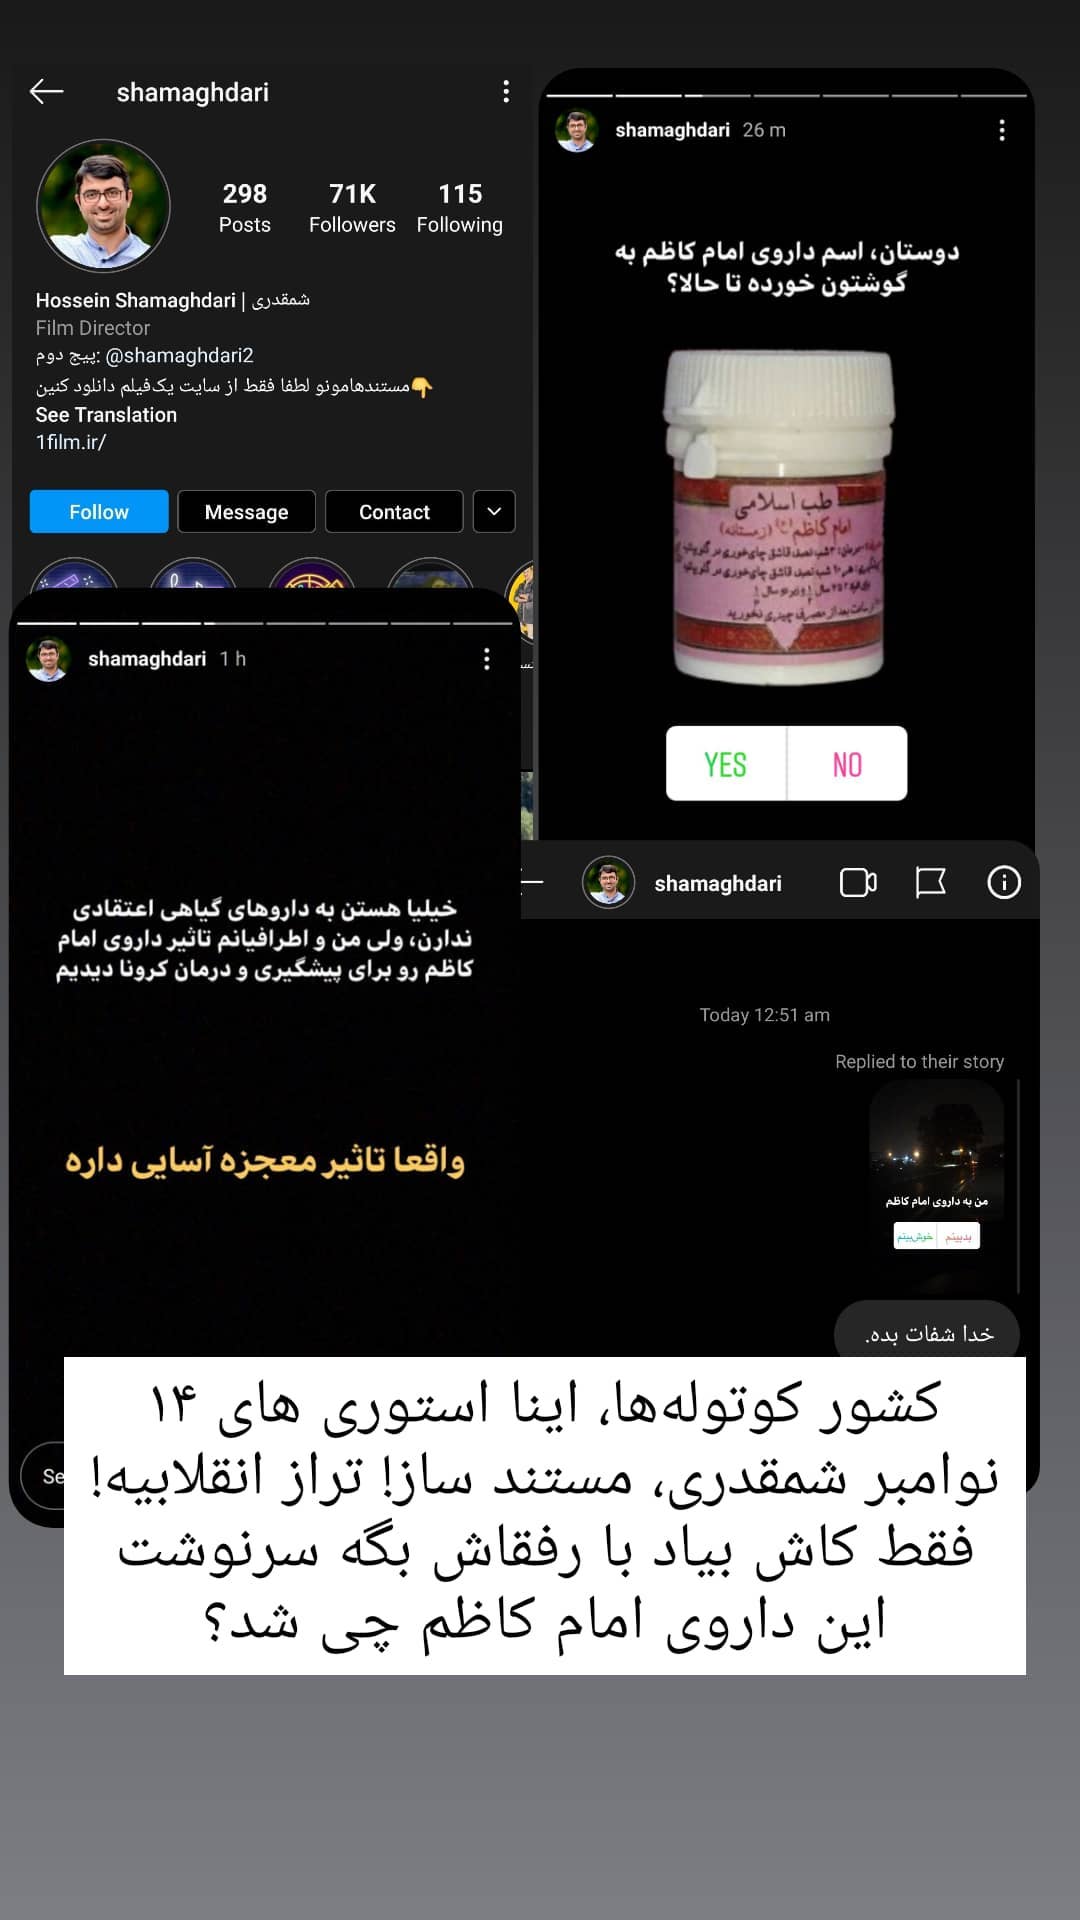 shamaghdari
298
Posts
71K
Followers
115
Following
Hossein Shamaghdari | شمقدری
Film Director
پیج دوم: @shamaghdari2
مستندهامونو لطفا فقط از سایت یک‌فیلم دانلود کنین👇
See Translation
1film.ir/
Follow
Message
Contact
shamaghdari 26 m
دوستان، اسم داروی امام کاظم به
گوشتون خورده تا حالا؟
طب اسلامی
امام کاظم (ع) (زمستانه)
YES
NO
shamaghdari 1 h
خیلیا هستن به داروهای گیاهی اعتقادی
ندارن، ولی من و اطرافیانم تاثیر داروی امام
کاظم رو برای پیشگیری و درمان کرونا دیدیم
واقعا تاثیر معجزه آسایی داره
Se
shamaghdari
Today 12:51 am
Replied to their story
من به داروی امام کاظم
خوش‌بینم
بدبینم
خدا شفات بده.
کشور کوتوله‌ها، اینا استوری های ۱۴
نوامبر شمقدری، مستند ساز! تراز انقلابیه!
فقط کاش بیاد با رفقاش بگه سرنوشت
این داروی امام کاظم چی شد؟